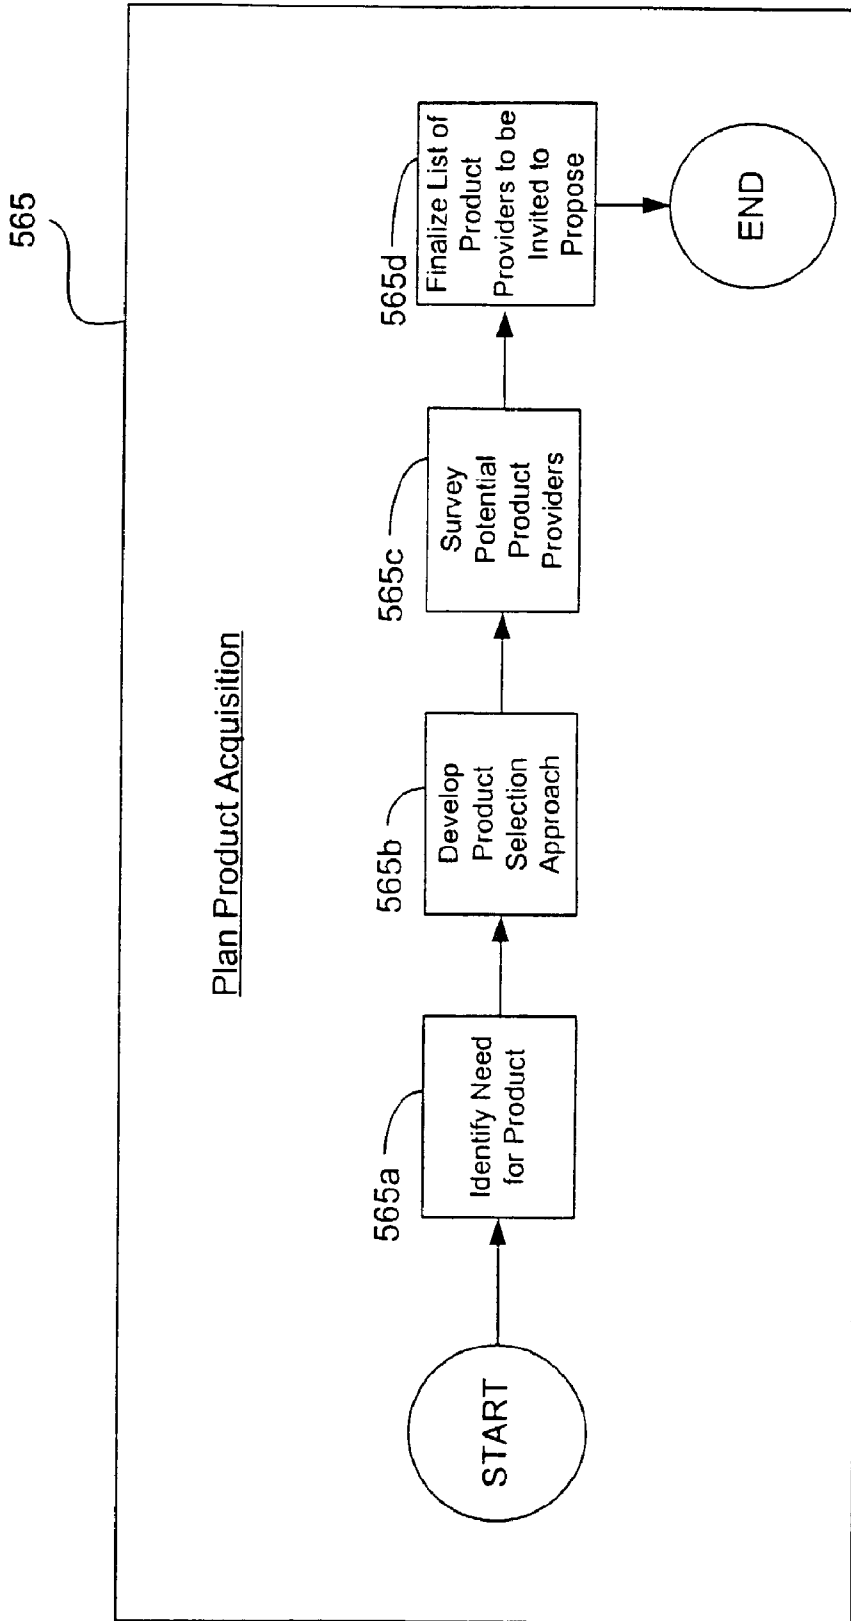 565
Plan Product Acquisition
START
565a
Identify Need
for Product
565b
Develop
Product
Selection
Approach
565c
Survey
Potential
Product
Providers
565d
Finalize List of
Product
Providers to be
Invited to
Propose
END